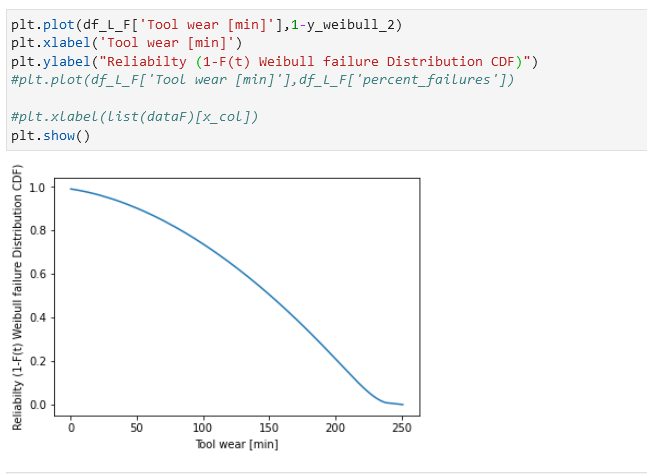 plt.plot(df_L_F['Tool wear [min]'],1-y_weibull_2)
plt.xlabel('Tool wear [min]')
plt.ylabel("Reliabilty (1-F(t) Weibull failure Distribution CDF)")
#plt.plot(df_L_F['Tool wear [min]'],df_L_F['percent_failures'])
#plt.xlabel(list(dataF)[x_col])
plt.show()
Reliabilty (1-F(t) Weibull failure Distribution CDF)
1.0
0.8
0.6
0.4
0.2
0.0
0 50 100 150 200 250
Tool wear [min]